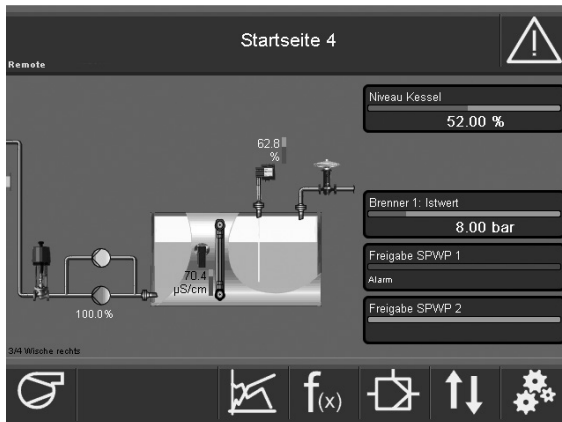 Startseite 4
Remote
Niveau Kessel
52.00 %
62.8
%
Brenner 1: Istwert
8.00 bar
Freigabe SPWP 1
Alarm
70.4
µS/cm
Freigabe SPWP 2
100.0%
3/4 Wische rechts
f(x)